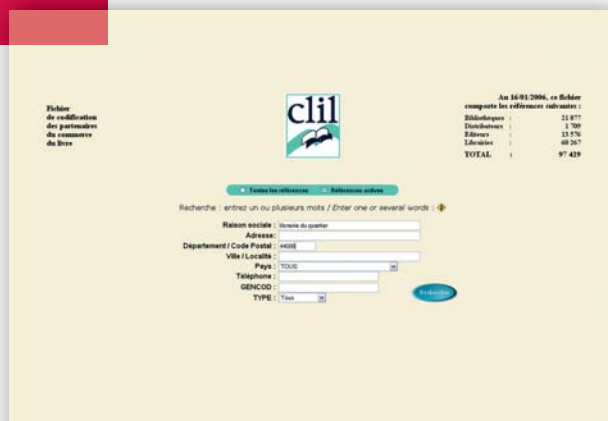 Fichier
de codification
des partenaires
du commerce
du livre
clil
Au 16/01/2006, ce fichier
comporte les références suivantes :
Bibliothèques : 21 877
Distributeurs : 1 709
Editeurs : 13 576
Librairies : 60 267
TOTAL : 97 429
Toutes les références Références actives
Recherche : entrez un ou plusieurs mots / Enter one or several words :
Raison sociale : librairie du quartier
Adresse:
Département / Code Postal : 44000
Ville / Localité :
Pays : TOUS
Téléphone :
GENCOD :
TYPE : Tous
Recherche